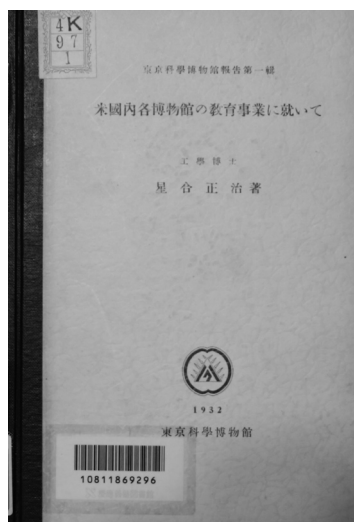 4K
97
1
東京科學博物館報告第一輯
米國內各博物館の教育事業に就いて
工學博士
星合正治著
1932
東京科學博物館
10811869296